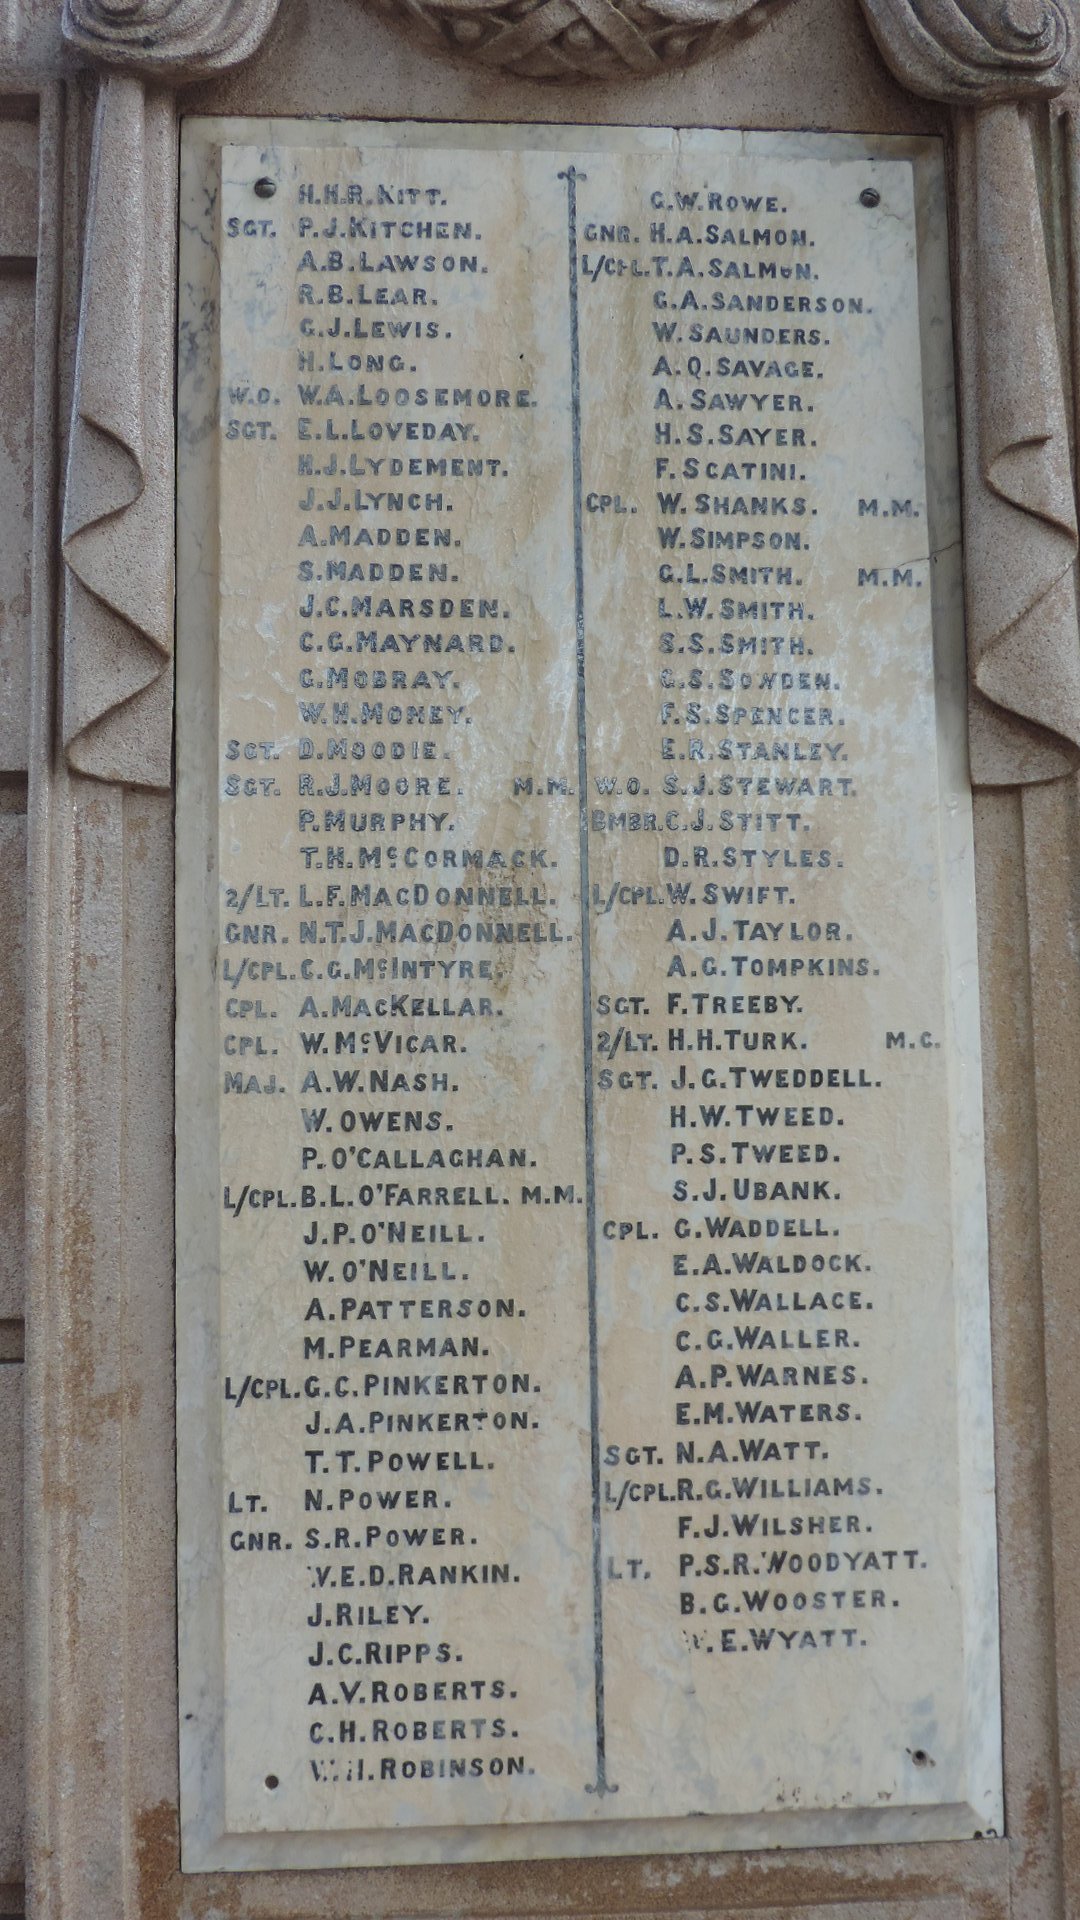 H.H.R.KITT.
SGT. P.J.KITCHEN.
A.B.LAWSON.
R.B.LEAR.
G.J.LEWIS.
H.LONG.
W.O. W.A.LOOSEMORE.
SGT. E.L.LOVEDAY.
H.J.LYDEMENT.
J.J.LYNCH.
A.MADDEN.
S.MADDEN.
J.C.MARSDEN.
C.G.MAYNARD.
G.MOBRAY.
W.H.MONEY.
SGT. D.MOODIE.
SGT. R.J.MOORE. M.M.
P.MURPHY.
T.H.McCORMACK.
2/LT. L.F.MACDONNELL.
GNR. N.T.J.MACDONNELL.
L/CPL. C.G.McINTYRE.
CPL. A.MACKELLAR.
CPL. W.McVICAR.
MAJ. A.W.NASH.
W.OWENS.
P.O'CALLAGHAN.
L/CPL. B.L.O'FARRELL. M.M.
J.P.O'NEILL.
W.O'NEILL.
A.PATTERSON.
M.PEARMAN.
L/CPL. G.C.PINKERTON.
J.A.PINKERTON.
T.T.POWELL.
LT. N.POWER.
GNR. S.R.POWER.
W.E.D.RANKIN.
J.RILEY.
J.C.RIPPS.
A.V.ROBERTS.
C.H.ROBERTS.
W.H.ROBINSON.
G.W.ROWE.
GNR. H.A.SALMON.
L/CPL. T.A.SALMON.
G.A.SANDERSON.
W.SAUNDERS.
A.Q.SAVAGE.
A.SAWYER.
H.S.SAYER.
F.SCATINI.
CPL. W.SHANKS. M.M.
W.SIMPSON.
G.L.SMITH. M.M.
L.W.SMITH.
S.S.SMITH.
G.S.SOWDEN.
F.S.SPENCER.
E.R.STANLEY.
W.O. S.J.STEWART.
BMBR. C.J.STITT.
D.R.STYLES.
L/CPL. W.SWIFT.
A.J.TAYLOR.
A.G.TOMPKINS.
SGT. F.TREEBY.
2/LT. H.H.TURK. M.C.
SGT. J.G.TWEDDELL.
H.W.TWEED.
P.S.TWEED.
S.J.UBANK.
CPL. G.WADDELL.
E.A.WALDOCK.
C.S.WALLACE.
C.G.WALLER.
A.P.WARNES.
E.M.WATERS.
SGT. N.A.WATT.
L/CPL. R.G.WILLIAMS.
F.J.WILSHER.
LT. P.S.R.WOODYATT.
B.G.WOOSTER.
W.E.WYATT.